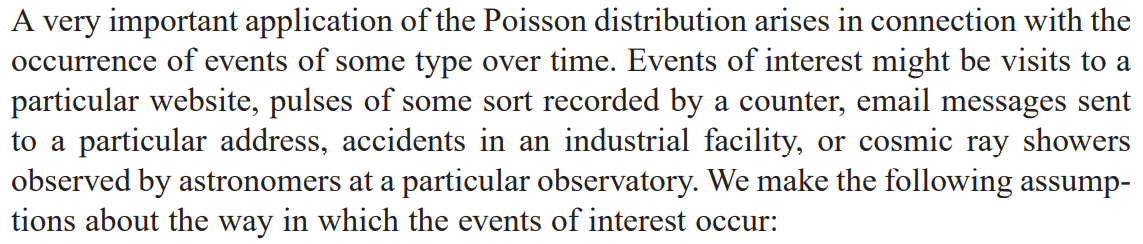 A very important application of the Poisson distribution arises in connection with the
occurrence of events of some type over time. Events of interest might be visits to a
particular website, pulses of some sort recorded by a counter, email messages sent
to a particular address, accidents in an industrial facility, or cosmic ray showers
observed by astronomers at a particular observatory. We make the following assump-
tions about the way in which the events of interest occur: